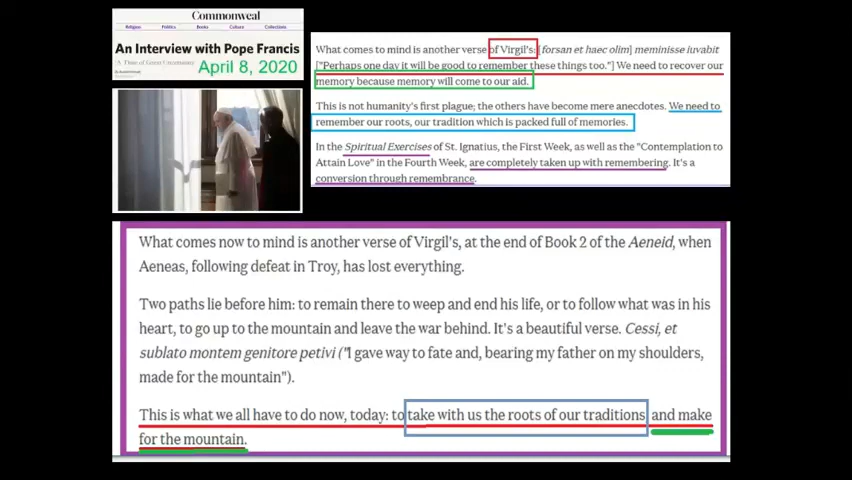 Commonweal
Religion Politics Books Culture Collections
An Interview with Pope Francis
'A Time of Great Uncertainty'
April 8, 2020
What comes to mind is another verse of Virgil's: [forsan et haec olim] meminisse iuvabit
["Perhaps one day it will be good to remember these things too."] We need to recover our
memory because memory will come to our aid.
This is not humanity's first plague; the others have become mere anecdotes. We need to
remember our roots, our tradition which is packed full of memories.
In the Spiritual Exercises of St. Ignatius, the First Week, as well as the "Contemplation to
Attain Love" in the Fourth Week, are completely taken up with remembering. It's a
conversion through remembrance.
What comes now to mind is another verse of Virgil's, at the end of Book 2 of the Aeneid, when
Aeneas, following defeat in Troy, has lost everything.
Two paths lie before him: to remain there to weep and end his life, or to follow what was in his
heart, to go up to the mountain and leave the war behind. It's a beautiful verse. Cessi, et
sublato montem genitore petivi ("I gave way to fate and, bearing my father on my shoulders,
made for the mountain").
This is what we all have to do now, today: to take with us the roots of our traditions, and make
for the mountain.